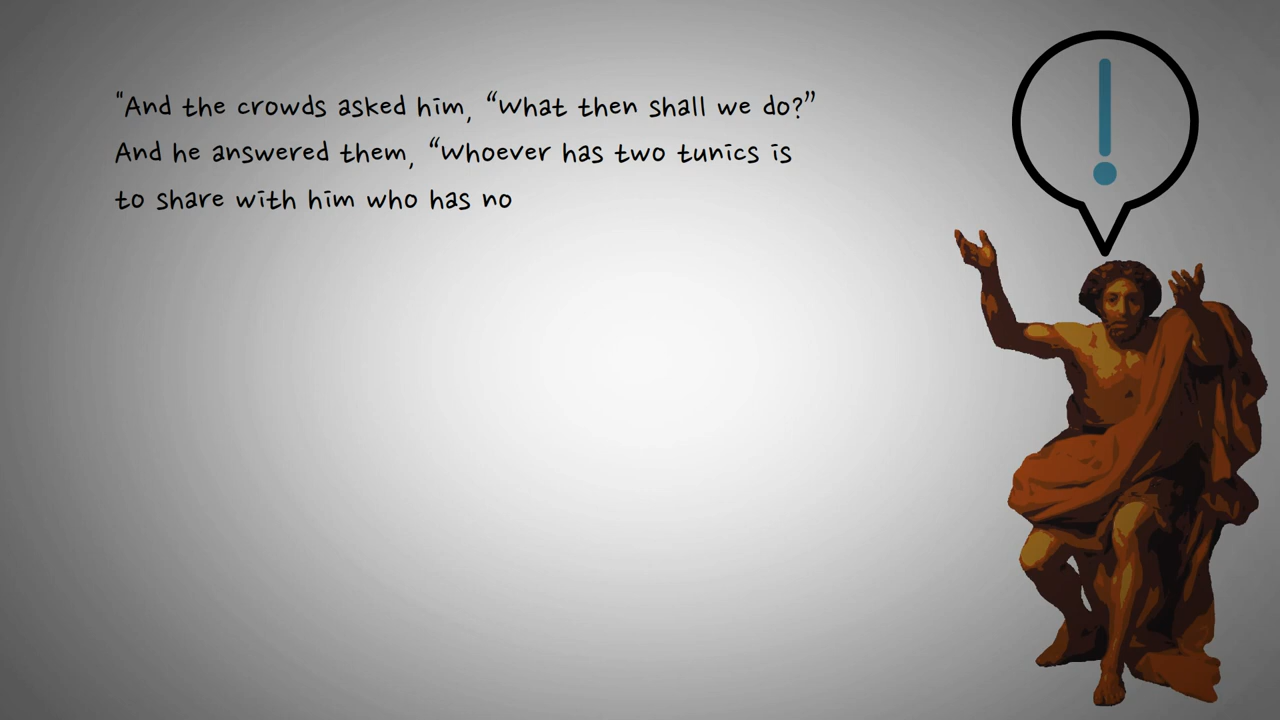 "And the crowds asked him, “What then shall we do?”
And he answered them, “Whoever has two tunics is
to share with him who has no